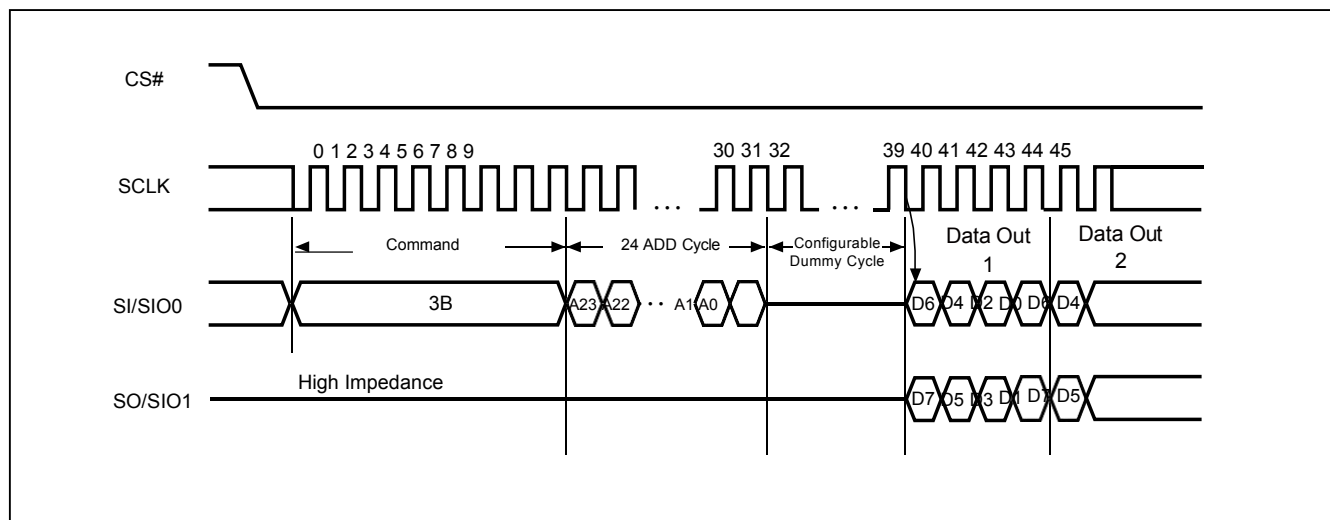 CS#
0 1 2 3 4 5 6 7 8 9 30 31 32 39 40 41 42 43 44 45
SCLK
... ...
Command 24 ADD Cycle Configurable Dummy Cycle Data Out 1 Data Out 2
SI/SIO0 3B A23 A22 ·· A1 A0 D6 D4 D2 D0 D6 D4
High Impedance
SO/SIO1 D7 D5 D3 D1 D7 D5